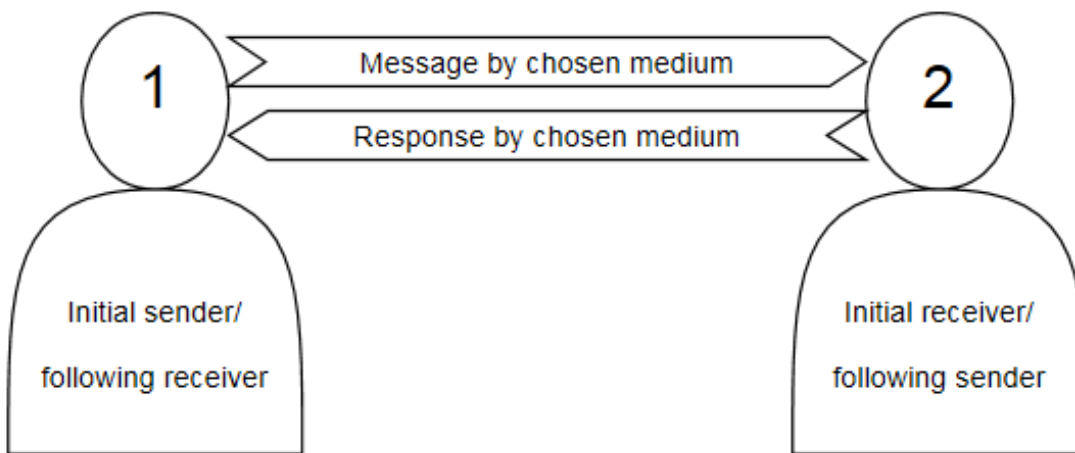 1
Message by chosen medium
2
Response by chosen medium
Initial sender/
following receiver
Initial receiver/
following sender